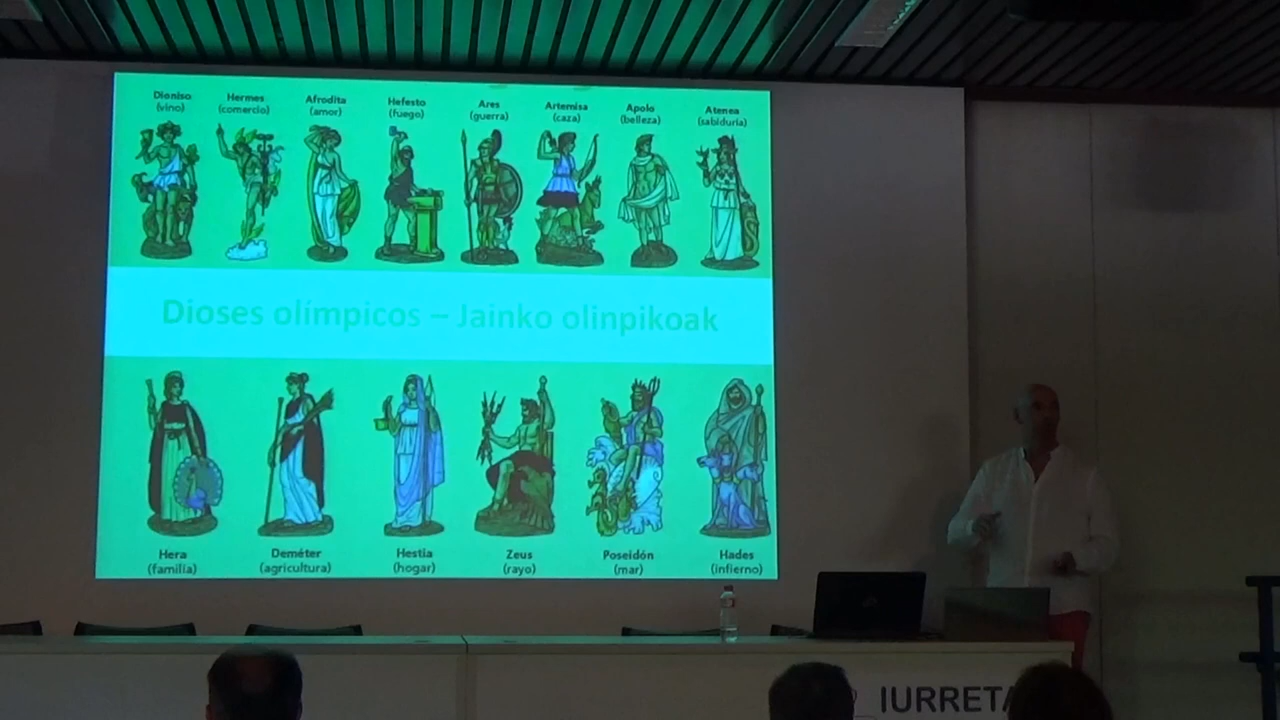 Dioniso
(vino)
Hermes
(comercio)
Afrodita
(amor)
Hefesto
(fuego)
Ares
(guerra)
Artemisa
(caza)
Apolo
(belleza)
Atenea
(sabiduría)
Dioses olímpicos – Jainko olinpikoak
Hera
(familia)
Deméter
(agricultura)
Hestia
(hogar)
Zeus
(rayo)
Poseidón
(mar)
Hades
(infierno)
IURRETA